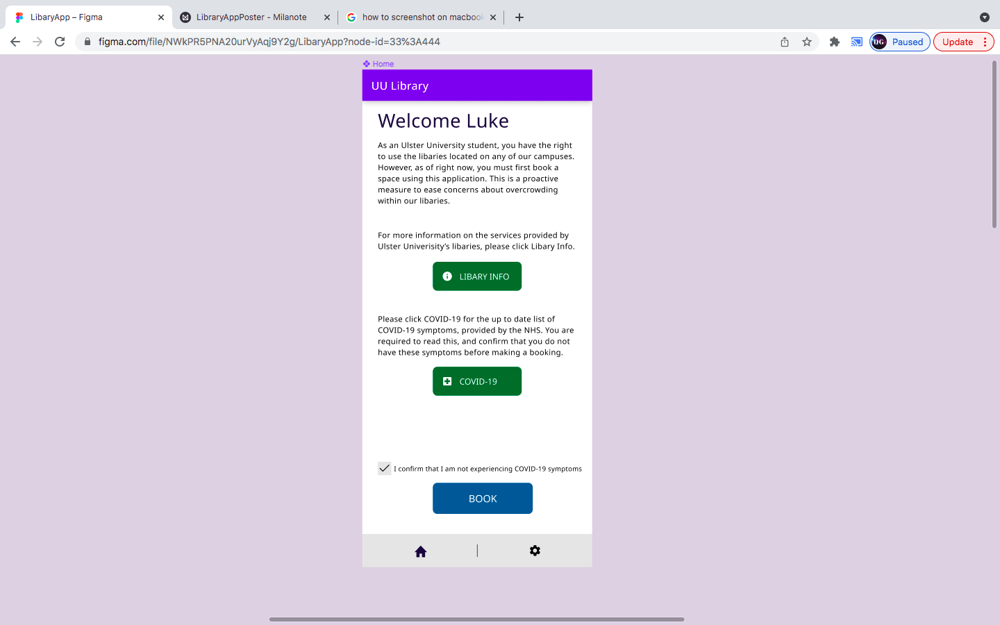 LibaryApp – Figma
LibraryAppPoster - Milanote
how to screenshot on macbook
figma.com/file/NWkPR5PNA20urVyAqj9Y2g/LibaryApp?node-id=33%3A444
DG
Paused
Update
Home
UU Library
Welcome Luke
As an Ulster University student, you have the right
to use the libaries located on any of our campuses.
However, as of right now, you must first book a
space using this application. This is a proactive
measure to ease concerns about overcrowding
within our libaries.
For more information on the services provided by
Ulster Univerisity’s libaries, please click Libary Info.
LIBARY INFO
Please click COVID-19 for the up to date list of
COVID-19 symptoms, provided by the NHS. You are
required to read this, and confirm that you do not
have these symptoms before making a booking.
COVID-19
I confirm that I am not experiencing COVID-19 symptoms
BOOK